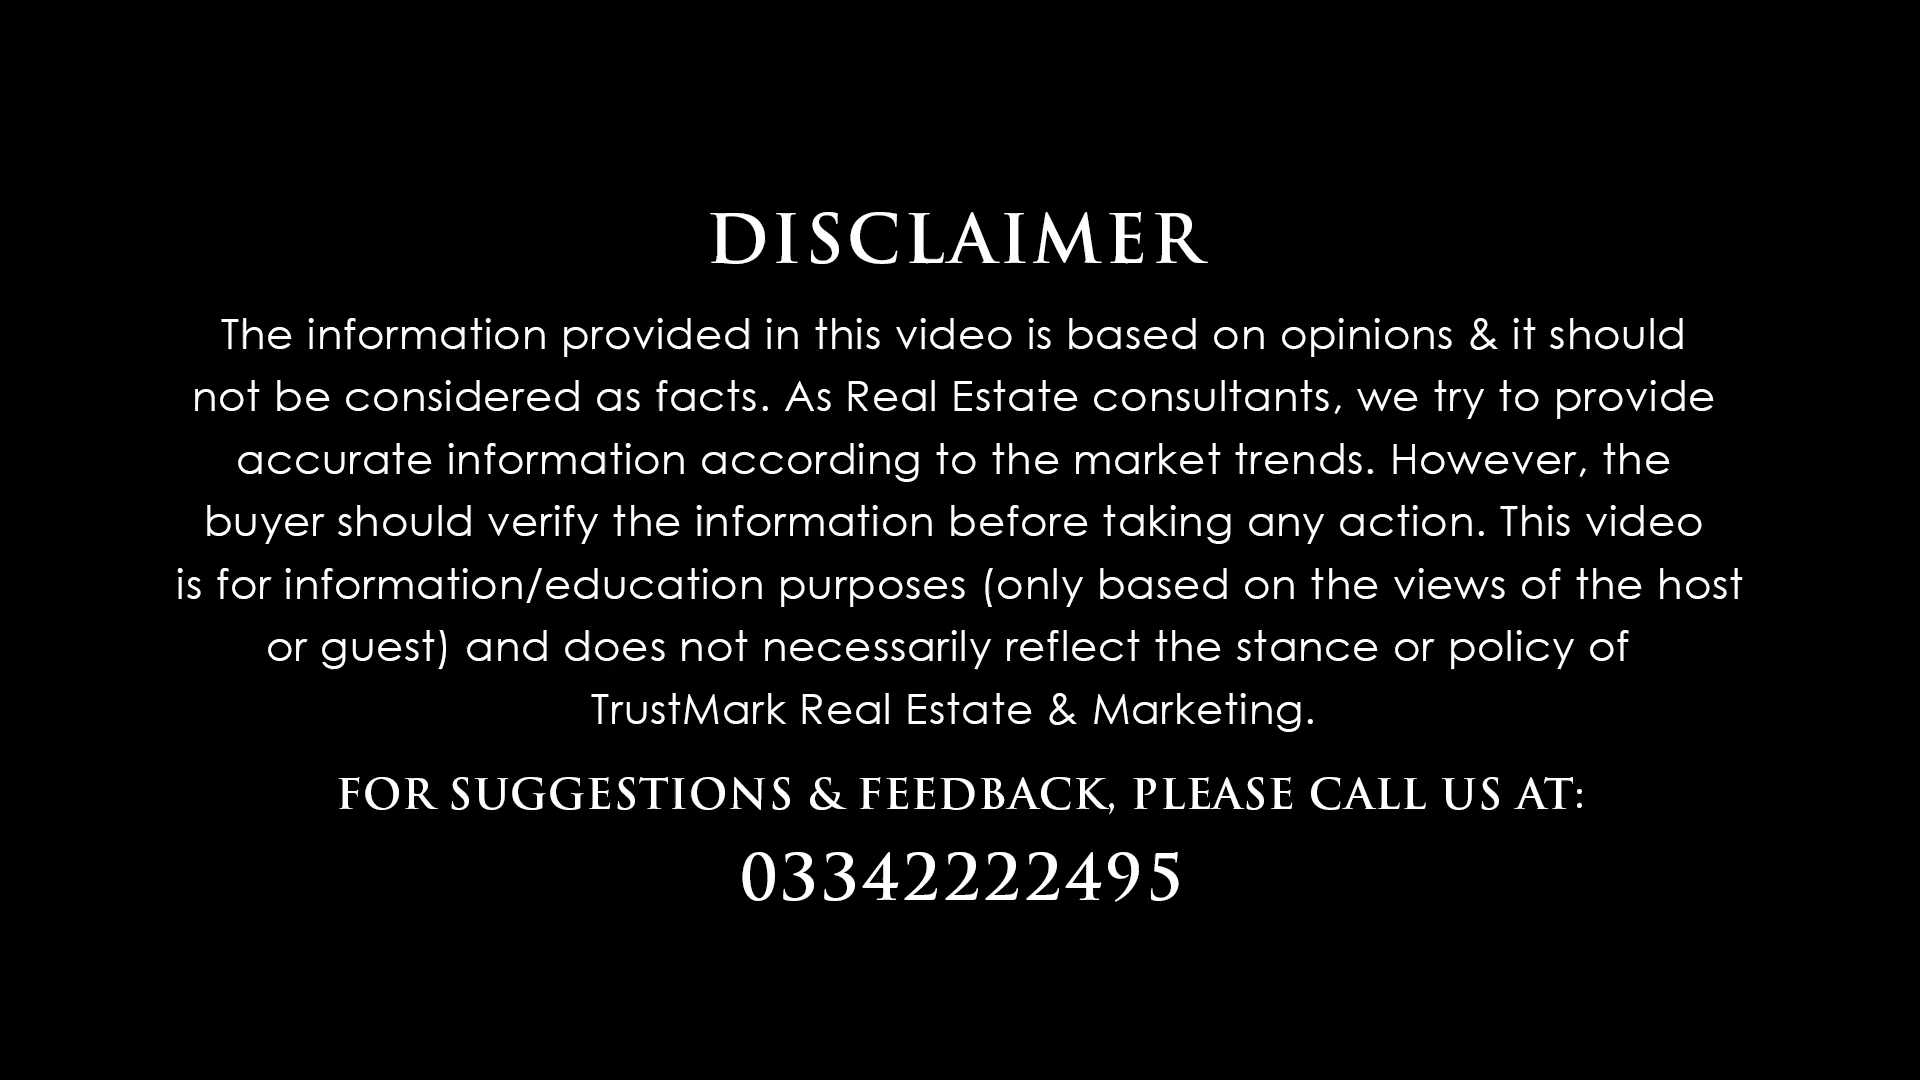 DISCLAIMER
The information provided in this video is based on opinions & it should
not be considered as facts. As Real Estate consultants, we try to provide
accurate information according to the market trends. However, the
buyer should verify the information before taking any action. This video
is for information/education purposes (only based on the views of the host
or guest) and does not necessarily reflect the stance or policy of
TrustMark Real Estate & Marketing.
FOR SUGGESTIONS & FEEDBACK, PLEASE CALL US AT:
03342222495